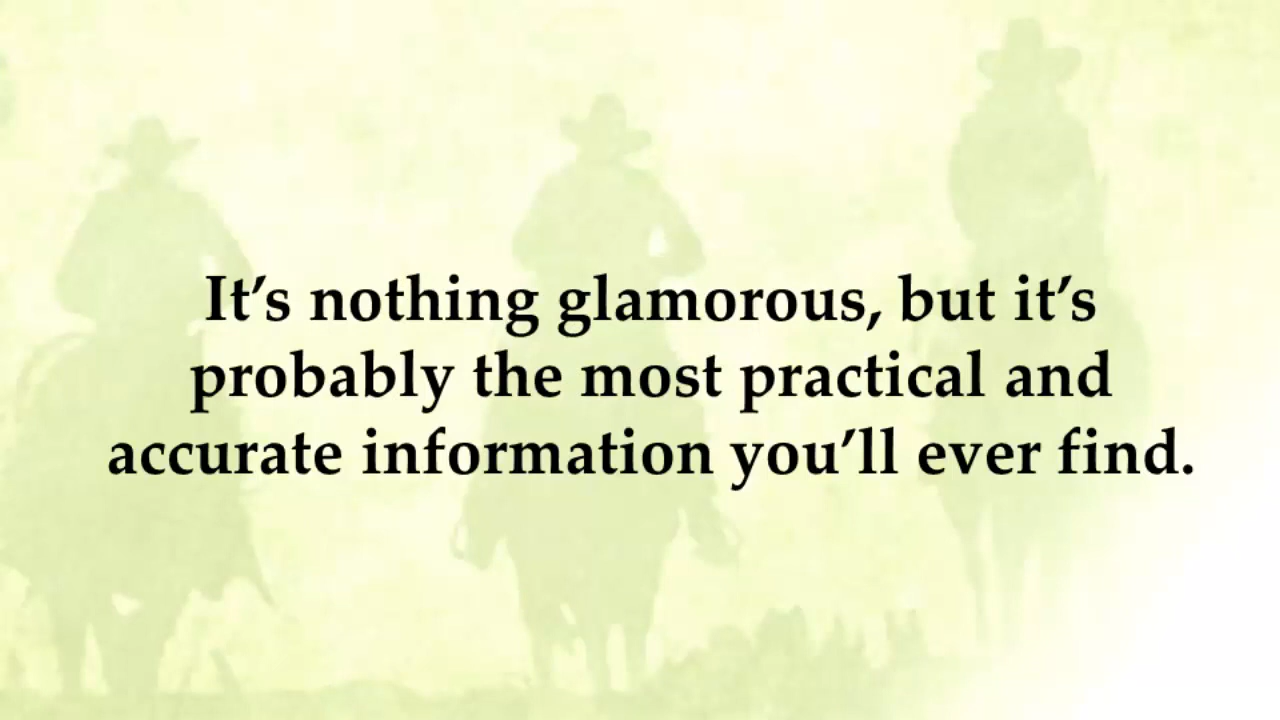 It’s nothing glamorous, but it’s
probably the most practical and
accurate information you’ll ever find.